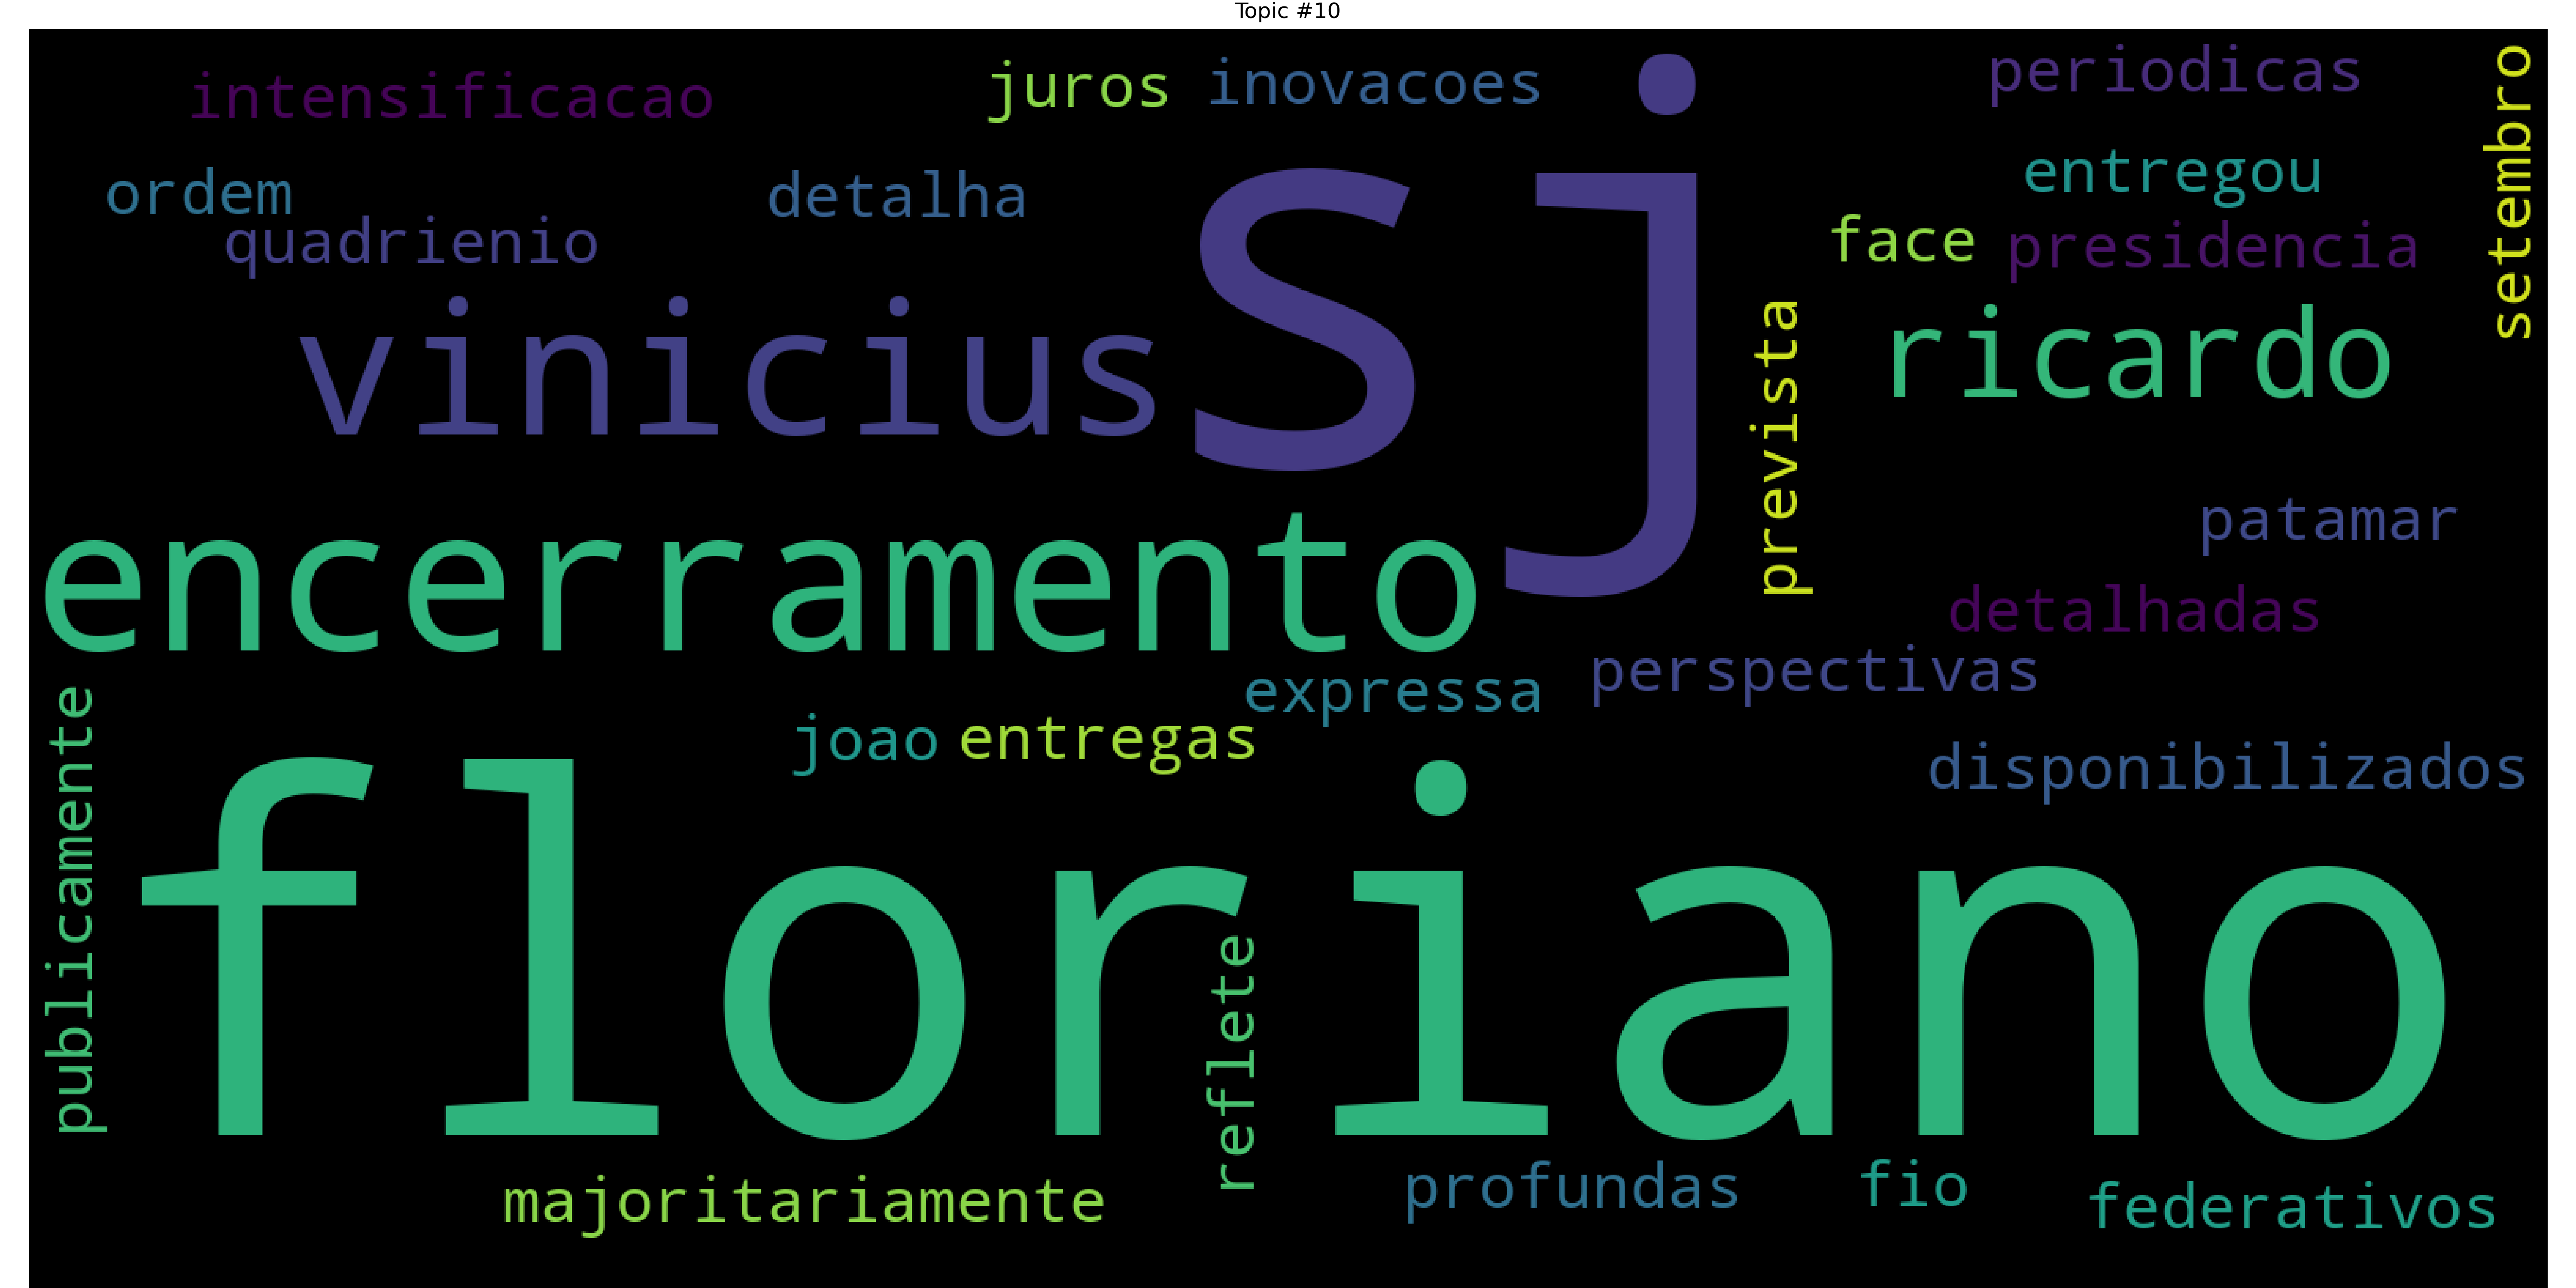 Topic #10
intensificacao
juros
inovacoes
periodicas
setembro
ordem
detalha
sj
entregou
quadrienio
face
presidencia
vinicius
prevista
ricardo
encerramento
patamar
detalhadas
expressa
perspectivas
publicamente
joao
entregas
disponibilizados
floriano
reflete
majoritariamente
profundas
fio
federativos